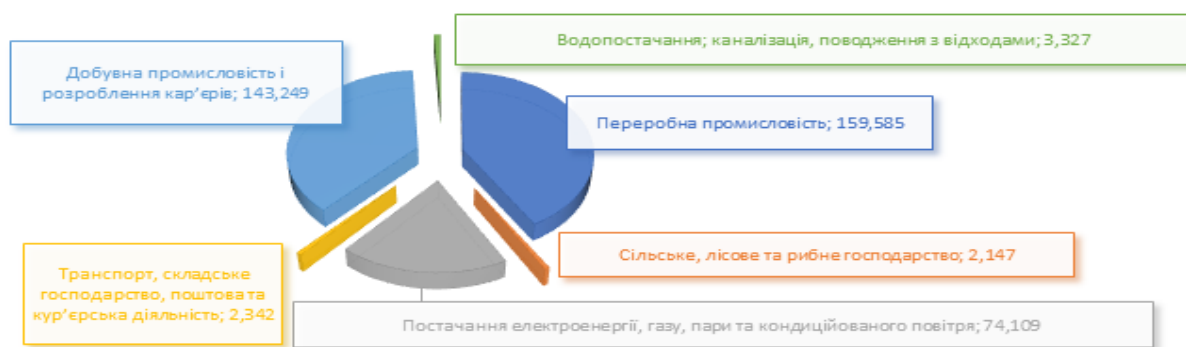 Водопостачання; каналізація, поводження з відходами; 3,327
Добувна промисловість і
розроблення кар’єрів; 143,249
Переробна промисловість; 159,585
Сільське, лісове та рибне господарство; 2,147
Транспорт, складське
господарство, поштова та
кур’єрська діяльність; 2,342
Постачання електроенергії, газу, пари та кондиційованого повітря; 74,109